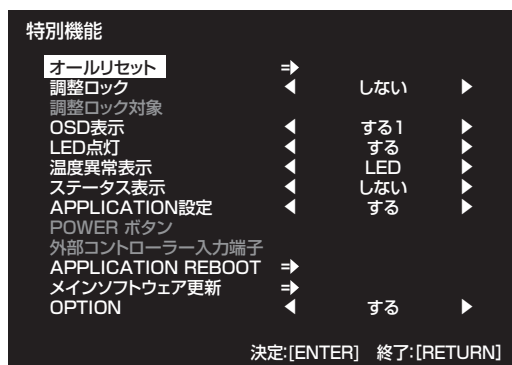 特別機能
オールリセット
調整ロック しない
調整ロック対象
OSD表示 する1
LED点灯 する
温度異常表示 LED
ステータス表示 しない
APPLICATION設定 する
POWER ボタン
外部コントローラー入力端子
APPLICATION REBOOT
メインソフトウェア更新
OPTION する
決定:[ENTER] 終了:[RETURN]